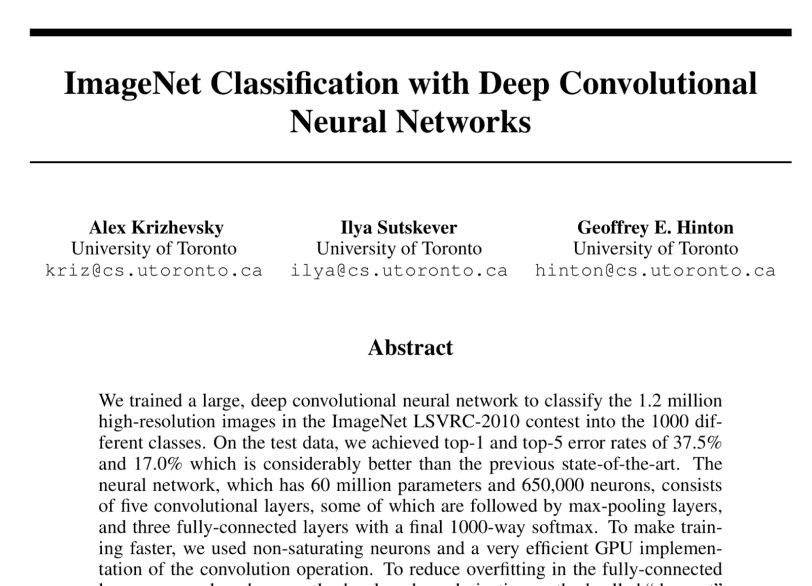 ImageNet Classification with Deep Convolutional
Neural Networks
Alex Krizhevsky
University of Toronto
kriz@cs.utoronto.ca
Ilya Sutskever
University of Toronto
ilya@cs.utoronto.ca
Geoffrey E. Hinton
University of Toronto
hinton@cs.utoronto.ca
Abstract
We trained a large, deep convolutional neural network to classify the 1.2 million
high-resolution images in the ImageNet LSVRC-2010 contest into the 1000 dif-
ferent classes. On the test data, we achieved top-1 and top-5 error rates of 37.5%
and 17.0% which is considerably better than the previous state-of-the-art. The
neural network, which has 60 million parameters and 650,000 neurons, consists
of five convolutional layers, some of which are followed by max-pooling layers,
and three fully-connected layers with a final 1000-way softmax. To make train-
ing faster, we used non-saturating neurons and a very efficient GPU implemen-
tation of the convolution operation. To reduce overfitting in the fully-connected